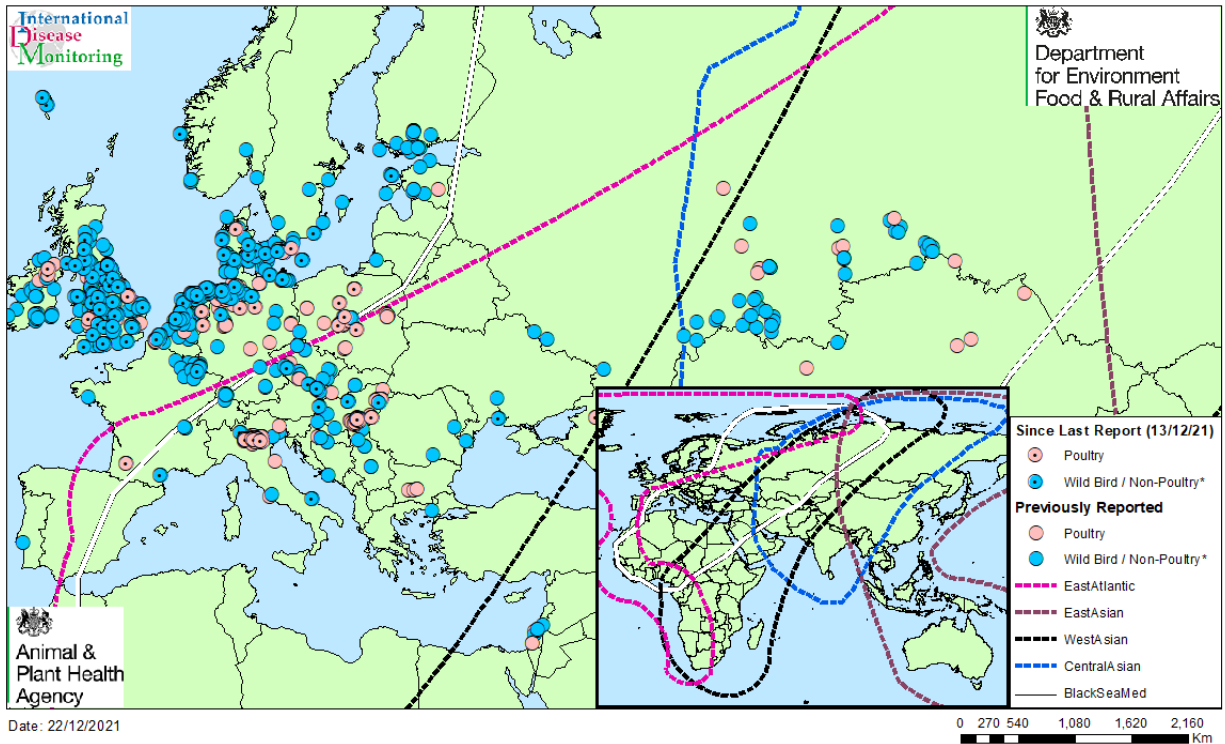 International
Disease
Monitoring
Department
for Environment
Food & Rural Affairs
Since Last Report (13/12/21)
Poultry
Wild Bird / Non-Poultry*
Previously Reported
Poultry
Wild Bird / Non-Poultry*
EastAtlantic
EastAsian
WestAsian
CentralAsian
BlackSeaMed
Animal &
Plant Health
Agency
Date: 22/12/2021
0 270 540 1,080 1,620 2,160
Km